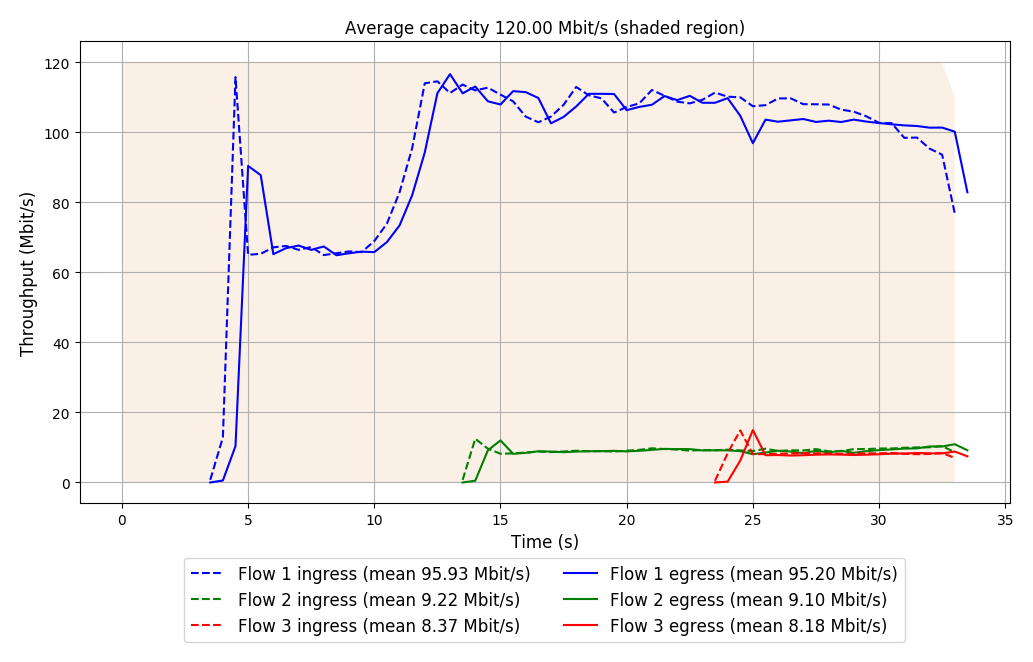 Average capacity 120.00 Mbit/s (shaded region)
120
100
80
60
40
20
0
Throughput (Mbit/s)
0 5 10 15 20 25 30 35
Time (s)
Flow 1 ingress (mean 95.93 Mbit/s) Flow 1 egress (mean 95.20 Mbit/s)
Flow 2 ingress (mean 9.22 Mbit/s) Flow 2 egress (mean 9.10 Mbit/s)
Flow 3 ingress (mean 8.37 Mbit/s) Flow 3 egress (mean 8.18 Mbit/s)